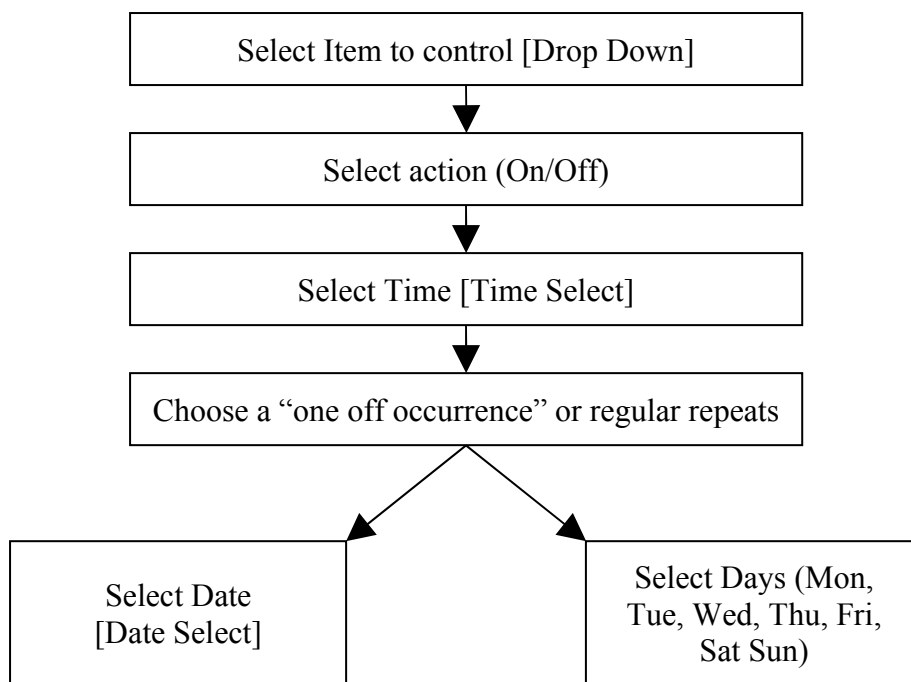 Select Item to control [Drop Down]
Select action (On/Off)
Select Time [Time Select]
Choose a “one off occurrence” or regular repeats
Select Date
[Date Select]
Select Days (Mon,
Tue, Wed, Thu, Fri,
Sat Sun)